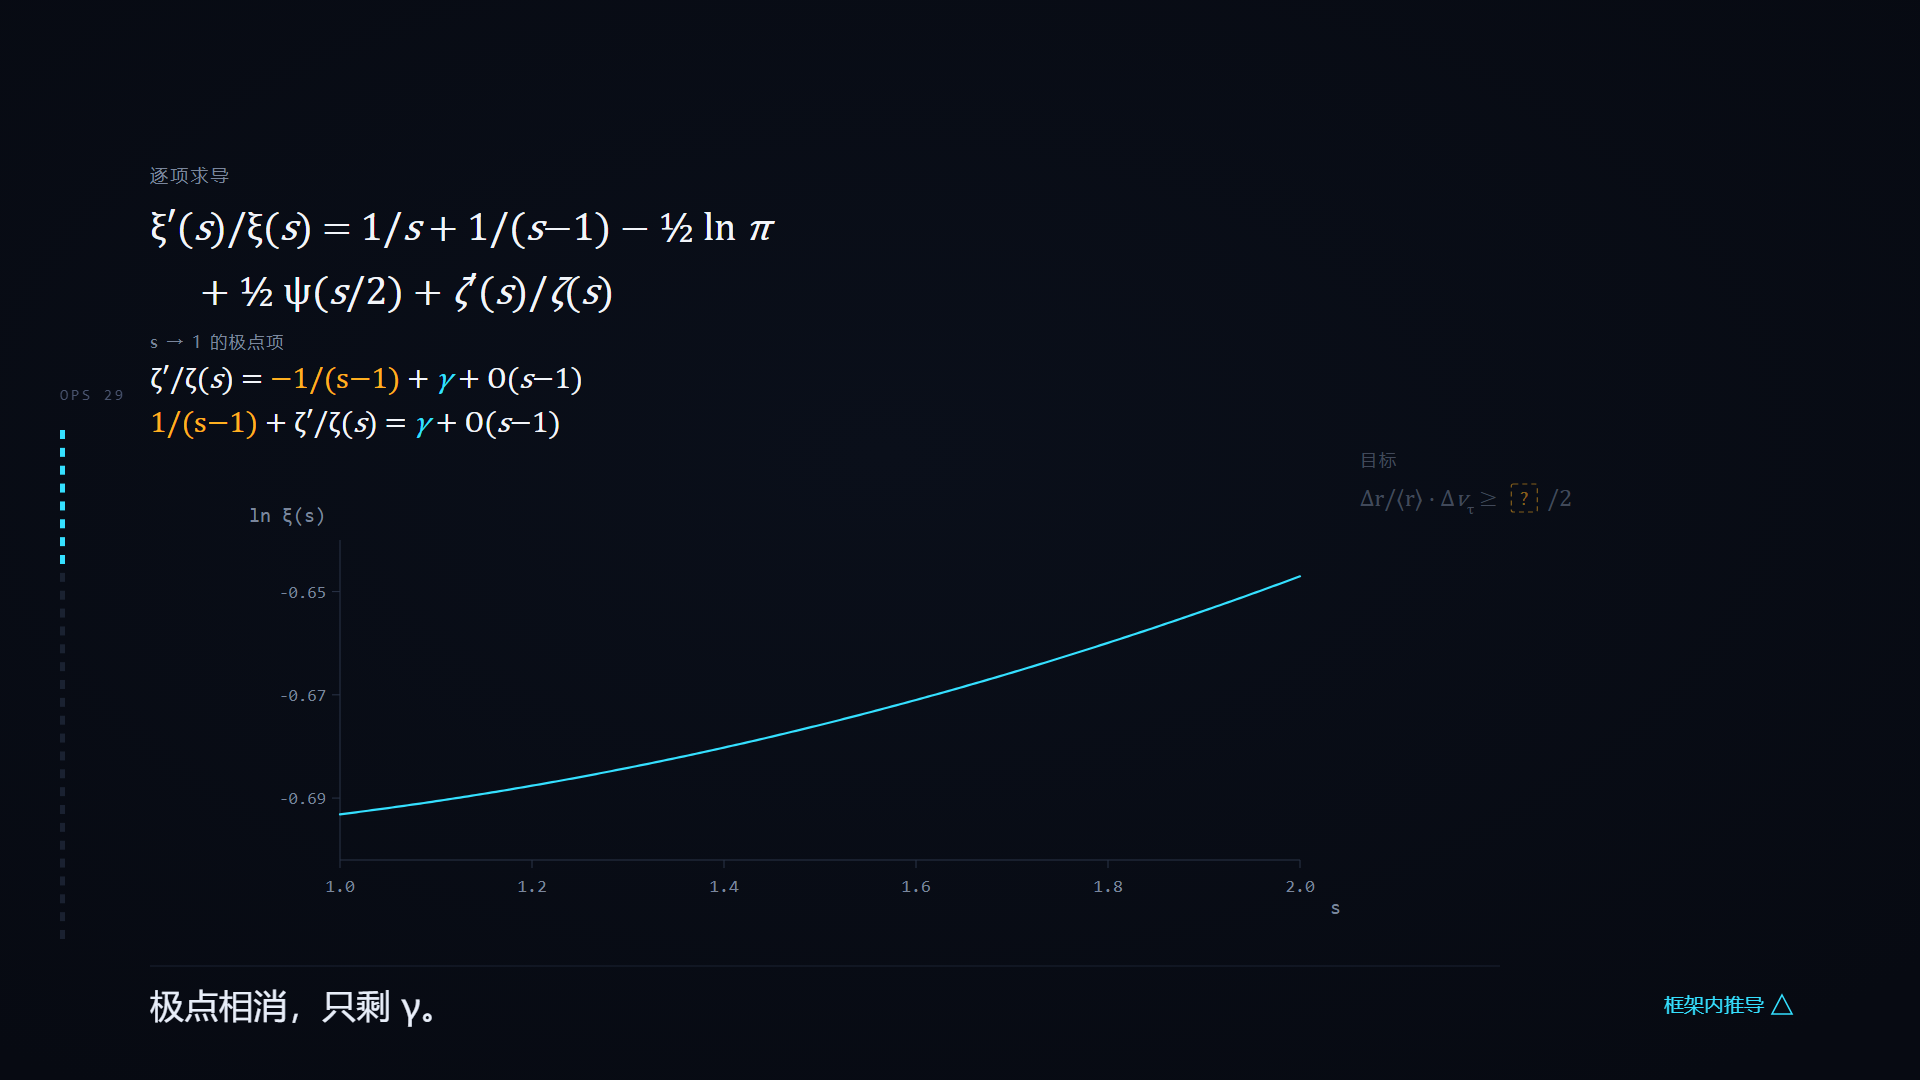 逐项求导
ξ′(s)/ξ(s) = 1/s + 1/(s−1) − ½ ln π
+ ½ ψ(s/2) + ζ′(s)/ζ(s)
s → 1 的极点项
ζ′/ζ(s) = −1/(s−1) + γ + O(s−1)
OPS 29
1/(s−1) + ζ′/ζ(s) = γ + O(s−1)
目标
Δr/⟨r⟩ · Δν_τ ≥ ? /2
ln ξ(s)
-0.65
-0.67
-0.69
1.0 1.2 1.4 1.6 1.8 2.0
s
极点相消，只剩 γ。
框架内推导 △